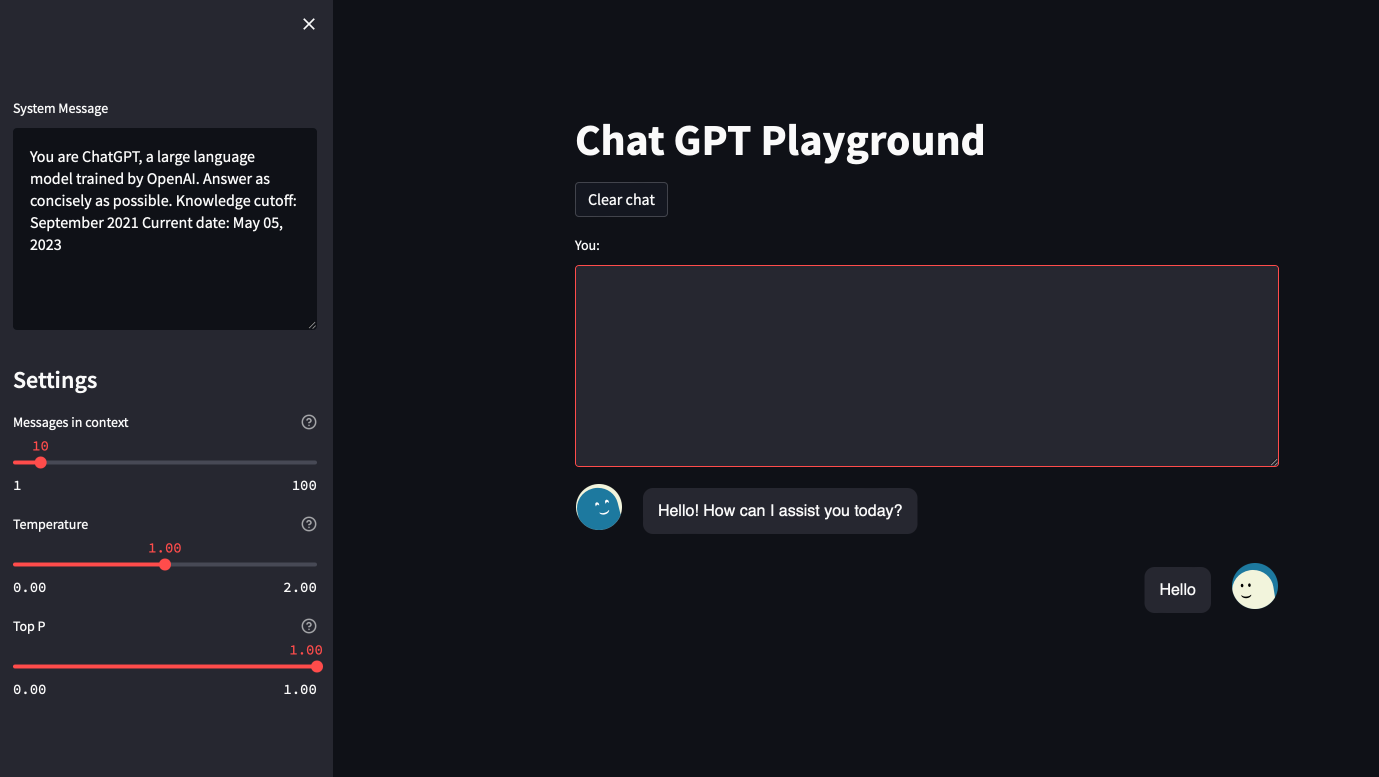 System Message
You are ChatGPT, a large language
model trained by OpenAI. Answer as
concisely as possible. Knowledge cutoff:
September 2021 Current date: May 05,
2023
Settings
Messages in context
10
1 100
Temperature
1.00
0.00 2.00
Top P
1.00
0.00 1.00
Chat GPT Playground
Clear chat
You:
Hello! How can I assist you today?
Hello